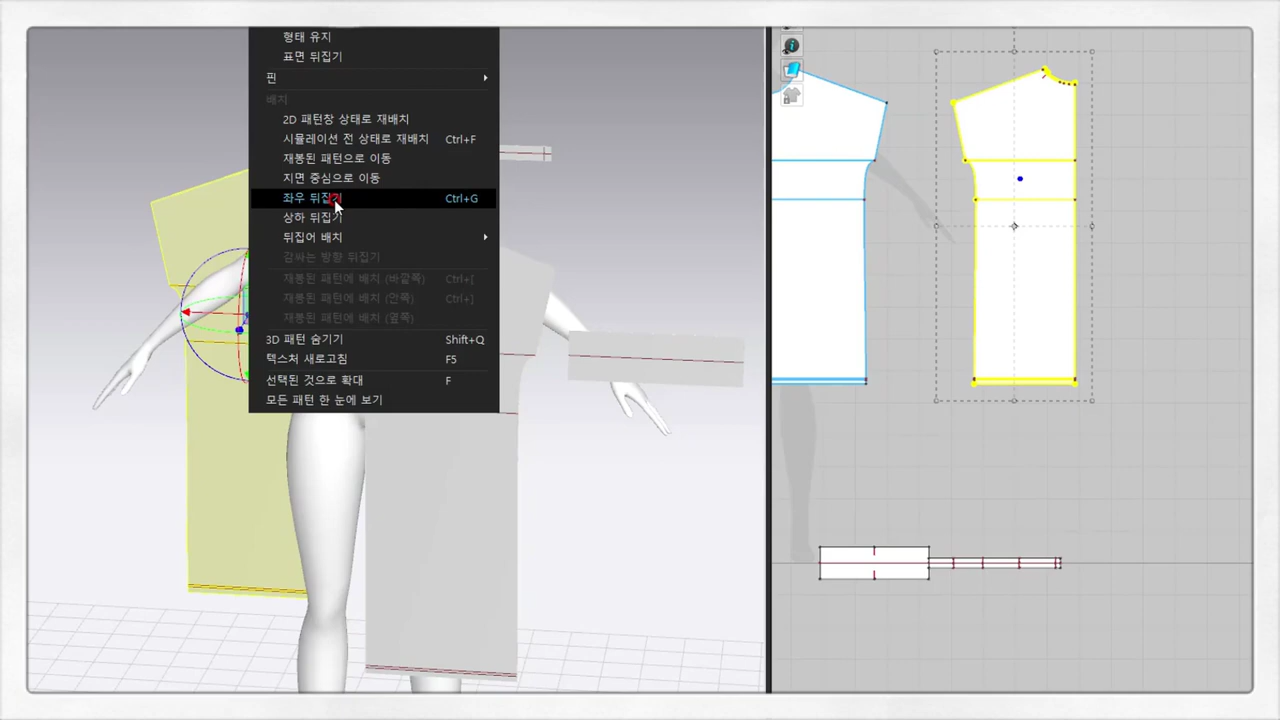 형태 유지
표면 뒤집기
핀
배치
2D 패턴창 상태로 재배치
시뮬레이션 전 상태로 재배치 Ctrl+F
재봉된 패턴으로 이동
지면 중심으로 이동
좌우 뒤집기 Ctrl+G
상하 뒤집기
뒤집어 배치
감싸는 방향 뒤집기
재봉된 패턴에 배치 (바깥쪽) Ctrl+[
재봉된 패턴에 배치 (안쪽) Ctrl+]
재봉된 패턴에 배치 (옆쪽)
3D 패턴 숨기기 Shift+Q
텍스처 새로고침 F5
선택된 것으로 확대 F
모든 패턴 한 눈에 보기